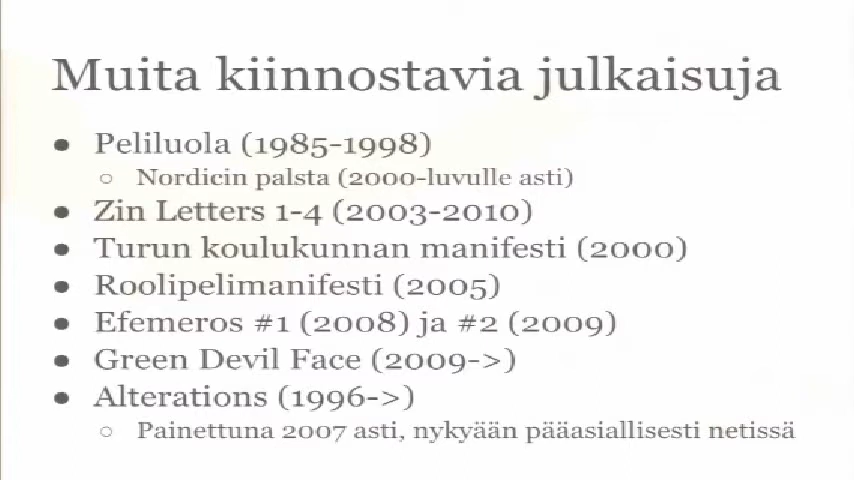 Muita kiinnostavia julkaisuja
● Peliluola (1985-1998)
○ Nordicin palsta (2000-luvulle asti)
● Zin Letters 1-4 (2003-2010)
● Turun koulukunnan manifesti (2000)
● Roolipelimanifesti (2005)
● Efemeros #1 (2008) ja #2 (2009)
● Green Devil Face (2009->)
● Alterations (1996->)
○ Painettuna 2007 asti, nykyään pääasiallisesti netissä